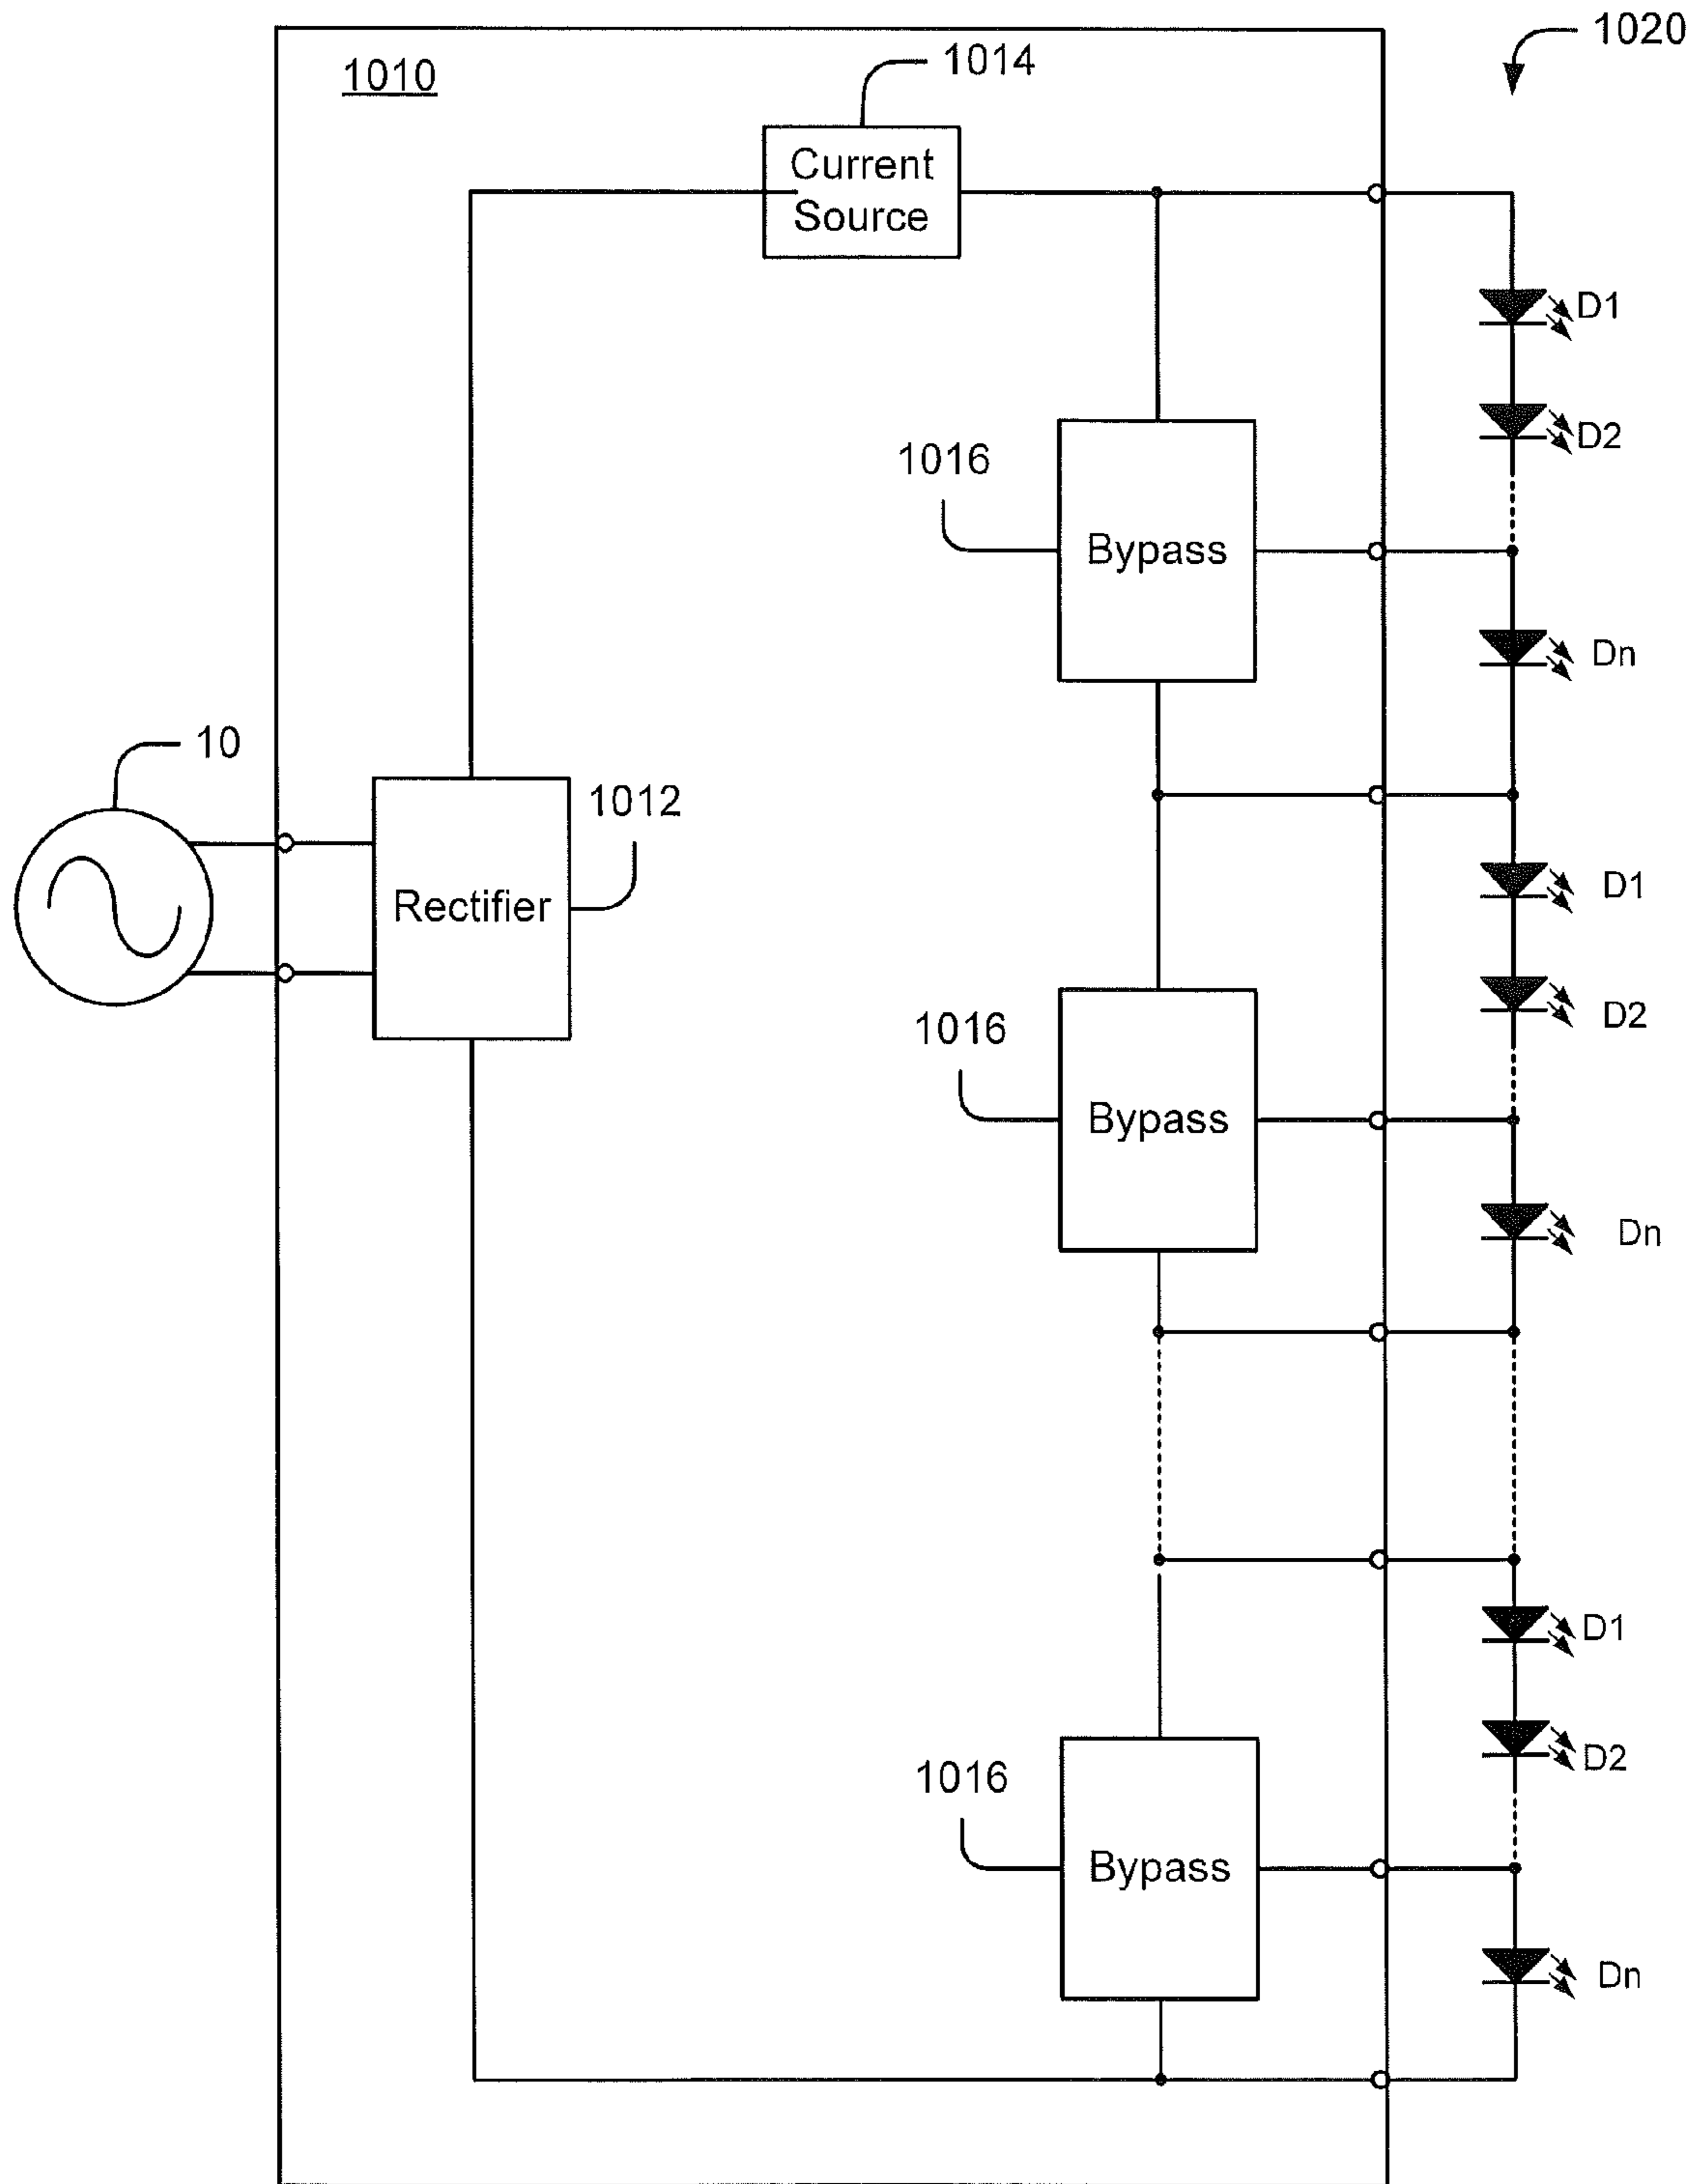 1020
1010
1014
Current
Source
D1
D2
1016
Bypass
Dn
10
1012
Rectifier
D1
D2
1016
Bypass
Dn
D1
D2
1016
Bypass
Dn